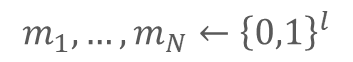 m₁, … , m_N ← {0,1}^l